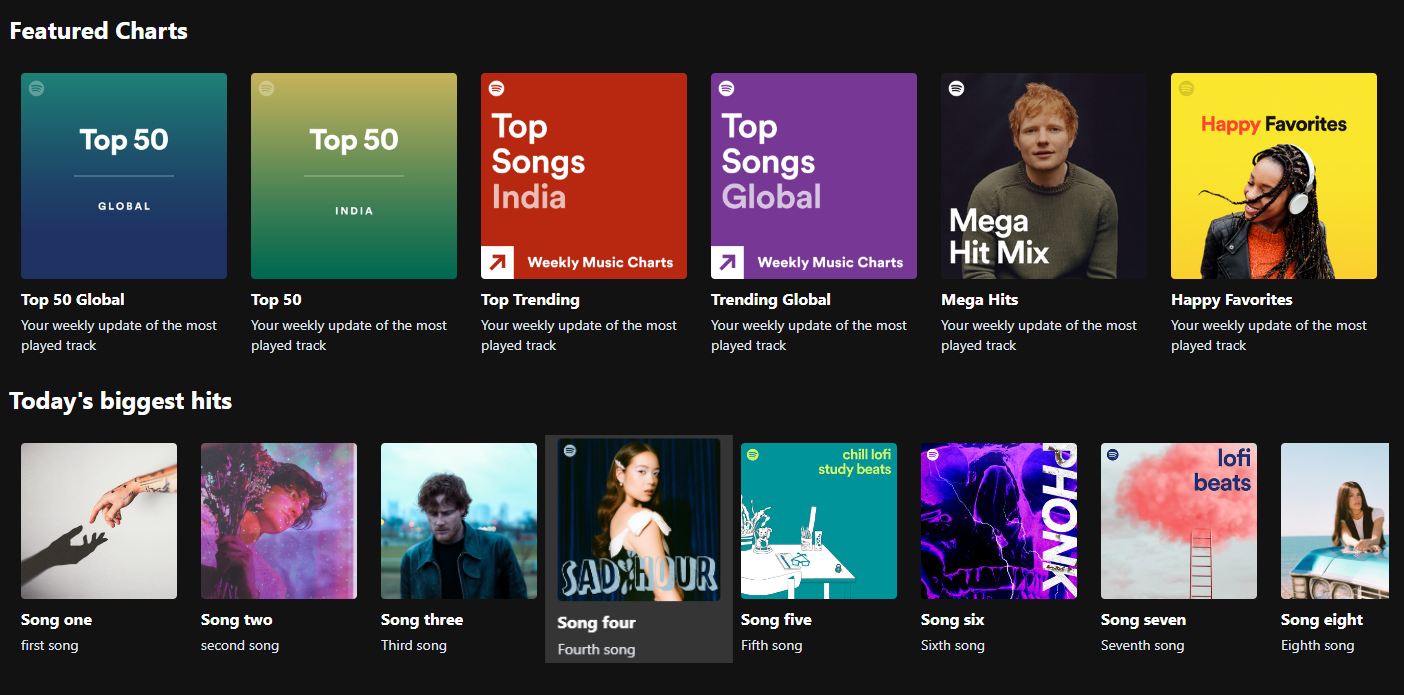 Featured Charts
Top 50
GLOBAL
Top 50 Global
Your weekly update of the most
played track
Top 50
INDIA
Top 50
Your weekly update of the most
played track
Top
Songs
India
Weekly Music Charts
Top Trending
Your weekly update of the most
played track
Top
Songs
Global
Weekly Music Charts
Trending Global
Your weekly update of the most
played track
Mega
Hit Mix
Mega Hits
Your weekly update of the most
played track
Happy Favorites
Happy Favorites
Your weekly update of the most
played track
Today's biggest hits
Song one
first song
Song two
second song
Song three
Third song
SAD HOUR
Song four
Fourth song
chill lofi
study beats
Song five
Fifth song
PHONK
Song six
Sixth song
lofi
beats
Song seven
Seventh song
Song eight
Eighth song